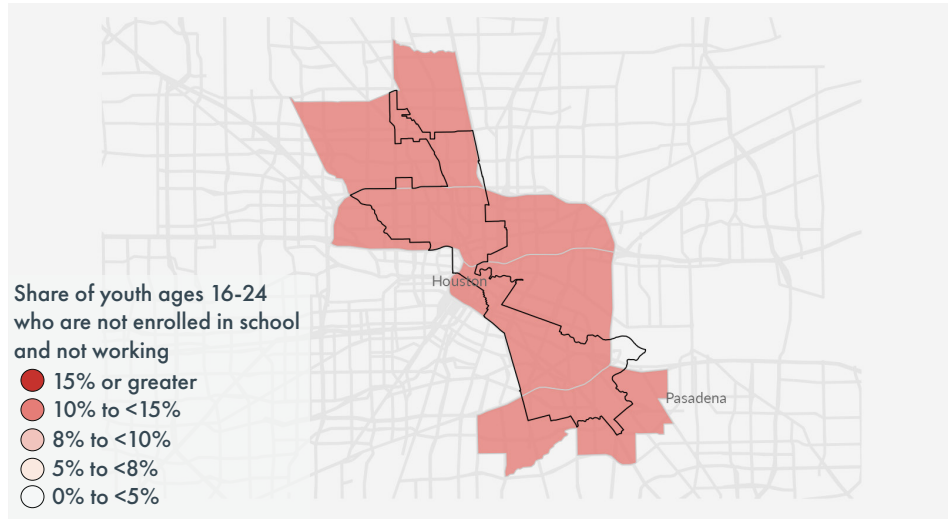 Houston
Share of youth ages 16-24
who are not enrolled in school
and not working
15% or greater
10% to <15%
8% to <10%
5% to <8%
0% to <5%
Pasadena